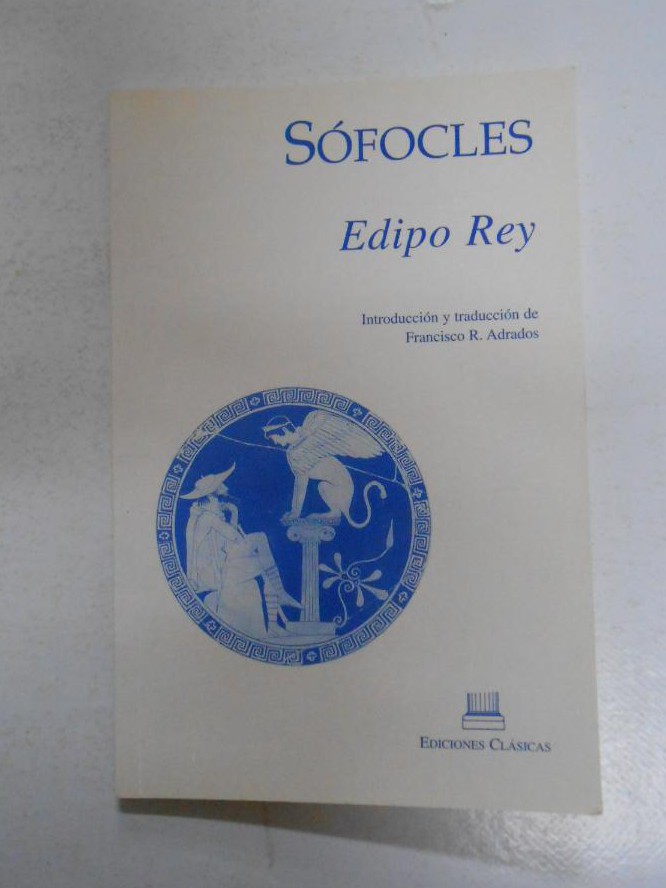 SÓFOCLES
Edipo Rey
Introducción y traducción de
Francisco R. Adrados
EDICIONES CLÁSICAS